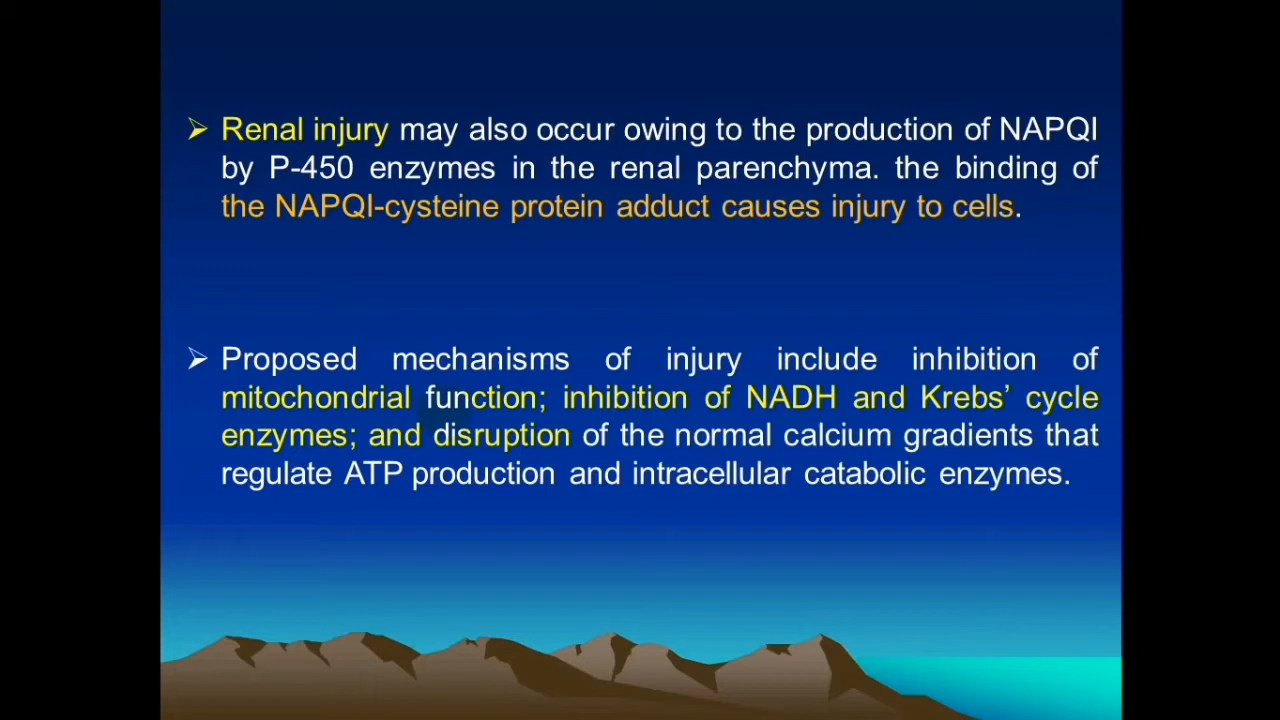 Renal injury may also occur owing to the production of NAPQI
by P-450 enzymes in the renal parenchyma. the binding of
the NAPQI-cysteine protein adduct causes injury to cells.
Proposed mechanisms of injury include inhibition of
mitochondrial function; inhibition of NADH and Krebs’ cycle
enzymes; and disruption of the normal calcium gradients that
regulate ATP production and intracellular catabolic enzymes.